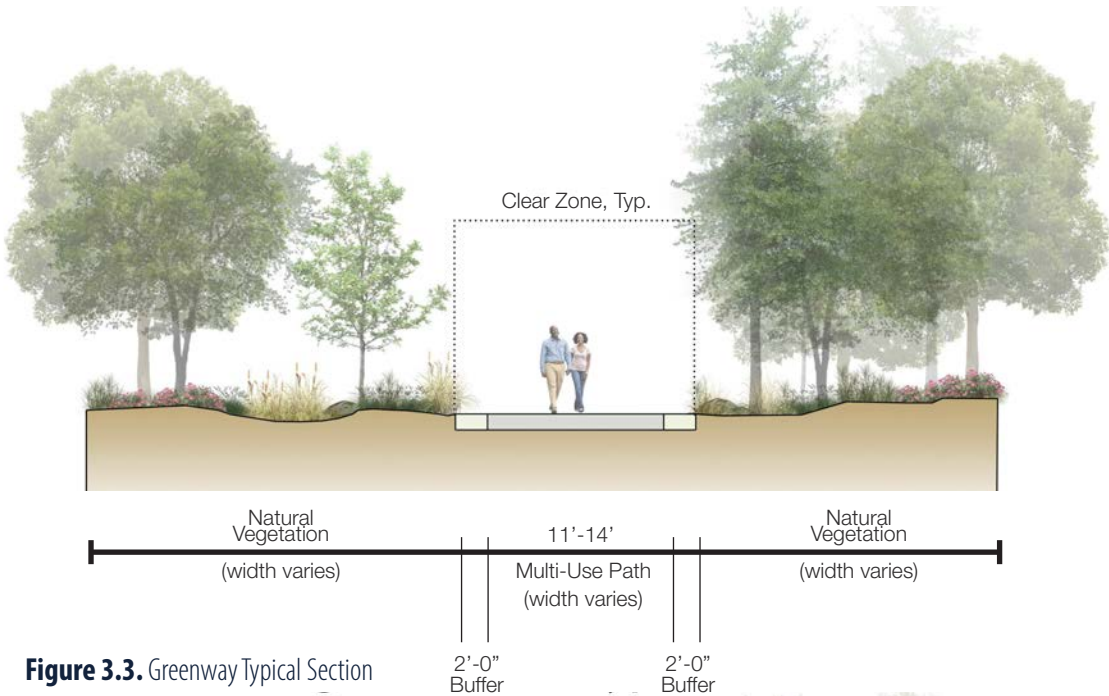 Clear Zone, Typ.
Natural
Vegetation
(width varies)
11’-14’
Multi-Use Path
(width varies)
Natural
Vegetation
(width varies)
2’-0”
Buffer
2’-0”
Buffer
Figure 3.3. Greenway Typical Section